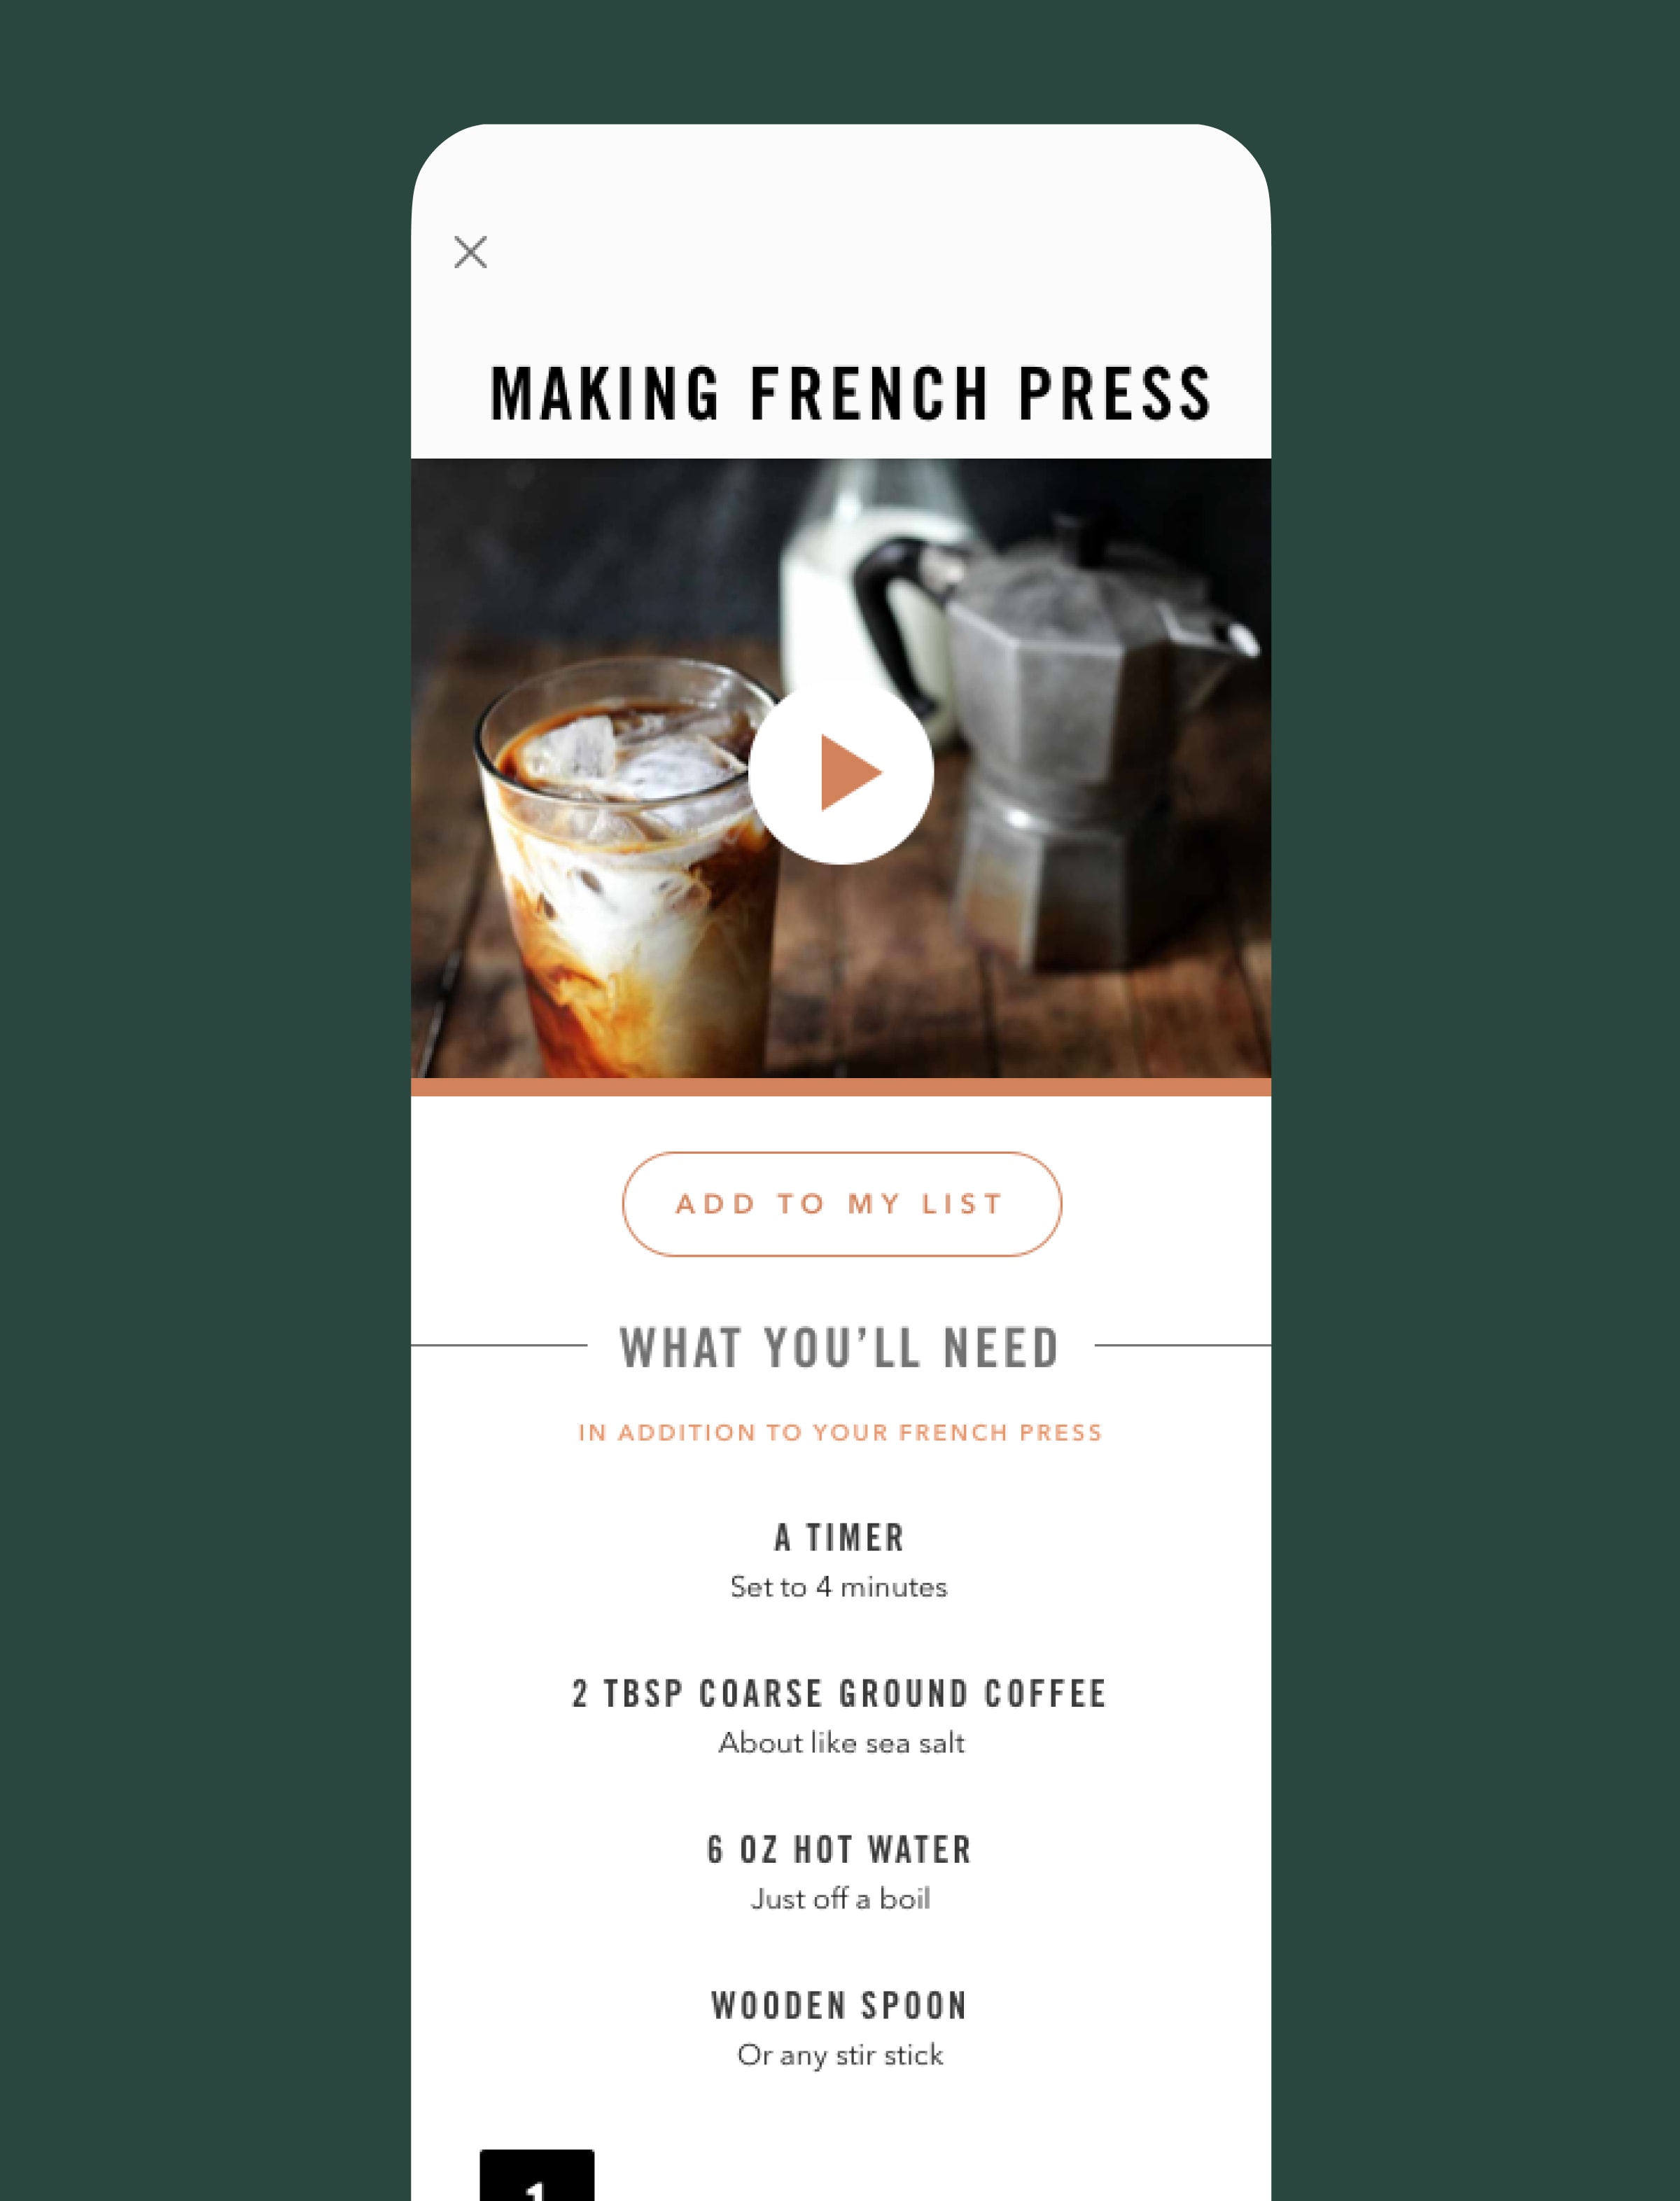 MAKING FRENCH PRESS
ADD TO MY LIST
WHAT YOU’LL NEED
IN ADDITION TO YOUR FRENCH PRESS
A TIMER
Set to 4 minutes
2 TBSP COARSE GROUND COFFEE
About like sea salt
6 OZ HOT WATER
Just off a boil
WOODEN SPOON
Or any stir stick
1